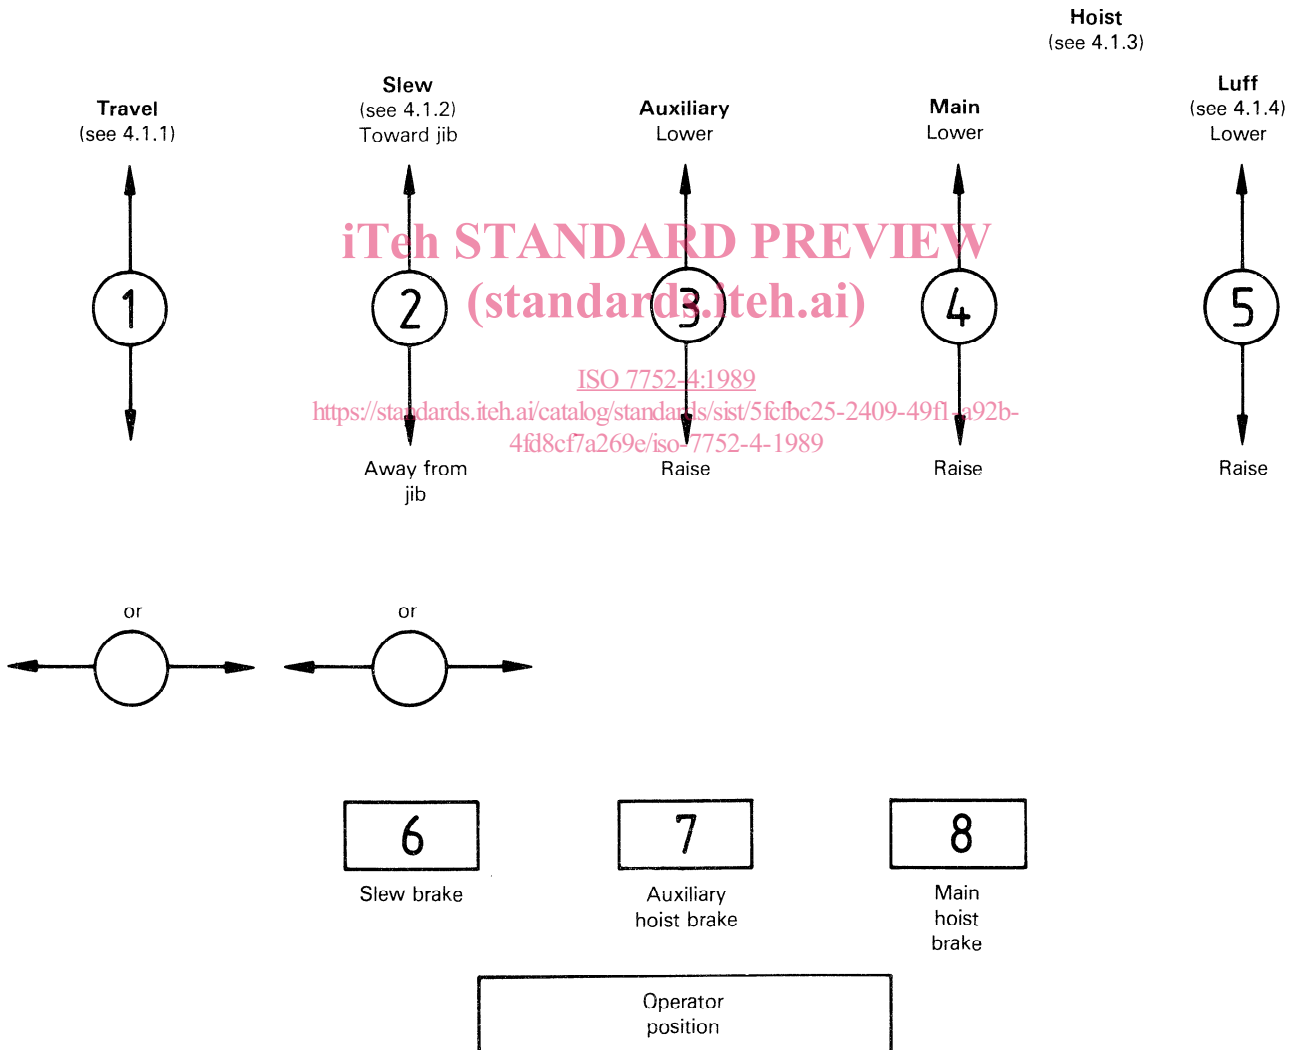 Hoist
(see 4.1.3)
Travel
(see 4.1.1)
Slew
(see 4.1.2)
Toward jib
Auxiliary
Lower
Main
Lower
Luff
(see 4.1.4)
Lower
iTeh STANDARD PREVIEW
(standards.iteh.ai)
1
2
3
4
5
ISO 7752-4:1989
https://standards.iteh.ai/catalog/standards/sist/5fcfbc25-2409-49f1-a92b-
4fd8cf7a269e/iso-7752-4-1989
Away from
jib
Raise
Raise
Raise
or
or
6
7
8
Slew brake
Auxiliary
hoist brake
Main
hoist
brake
Operator
position